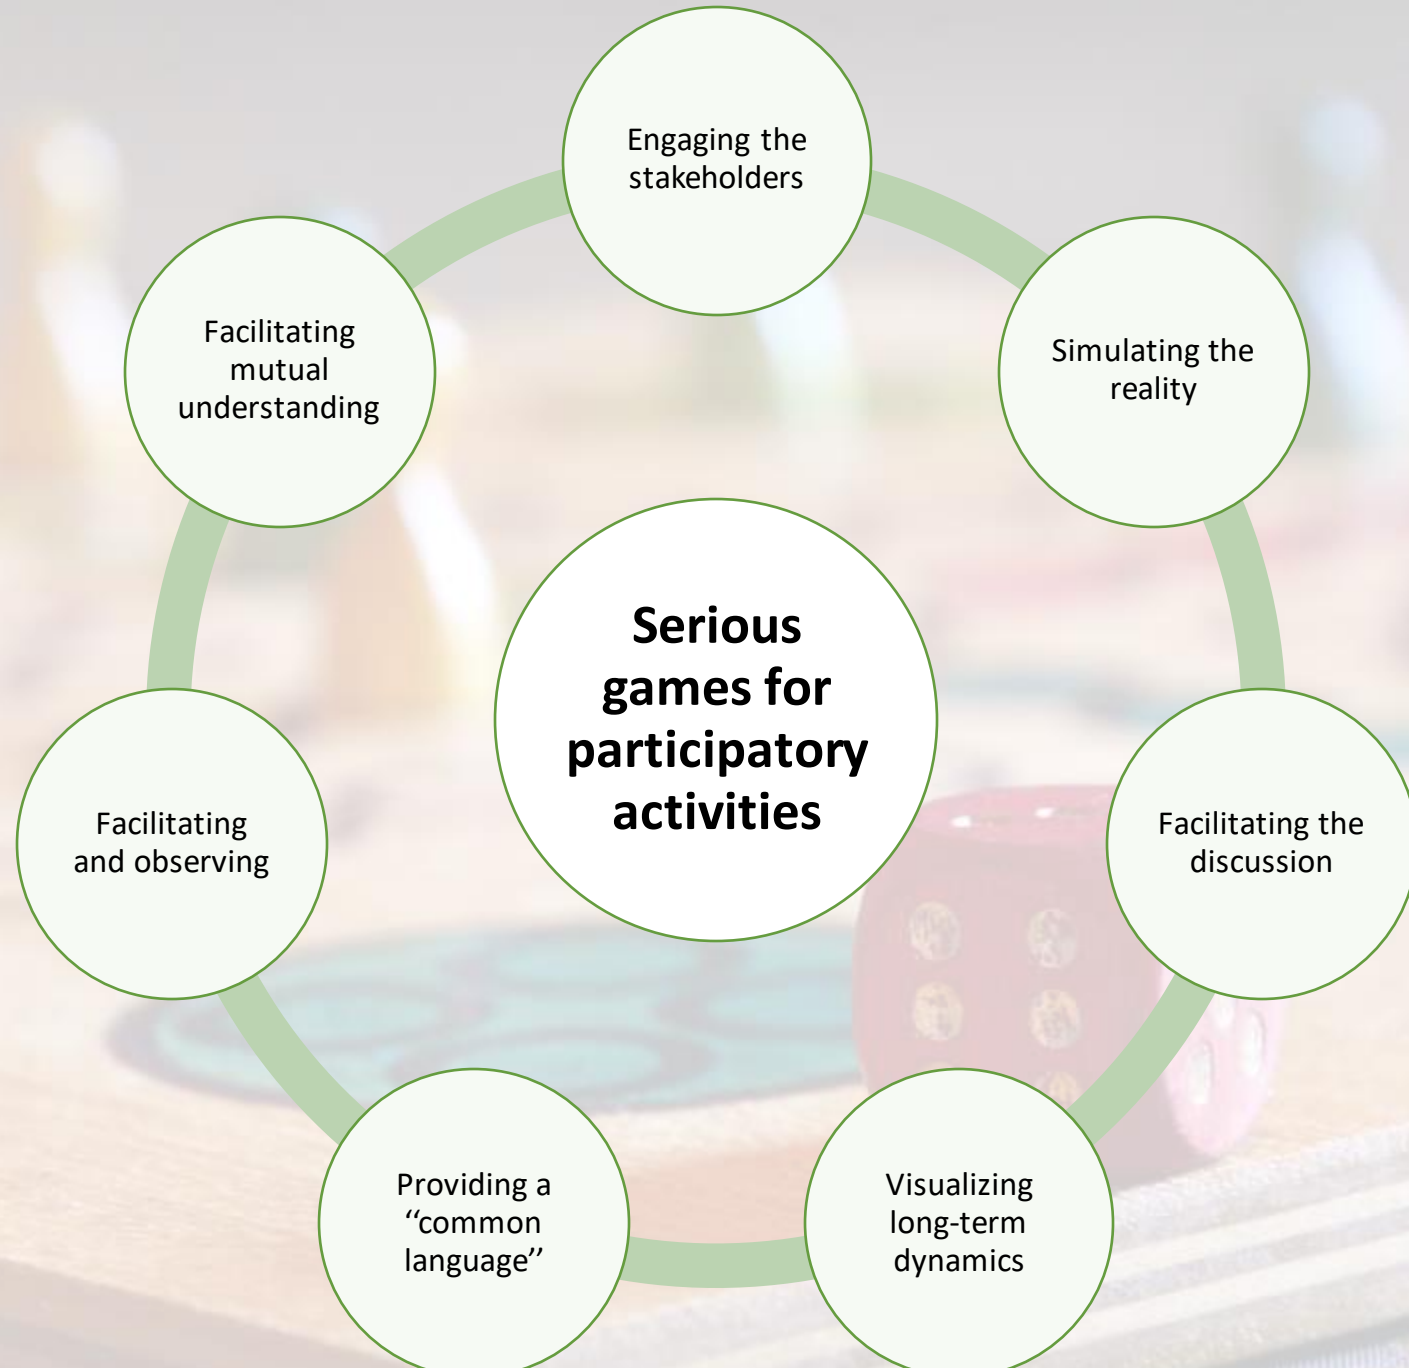 Engaging the
stakeholders
Simulating the
reality
Facilitating the
discussion
Visualizing
long-term
dynamics
Providing a
‘‘common
language’’
Facilitating
and observing
Facilitating
mutual
understanding
Serious
games for
participatory
activities